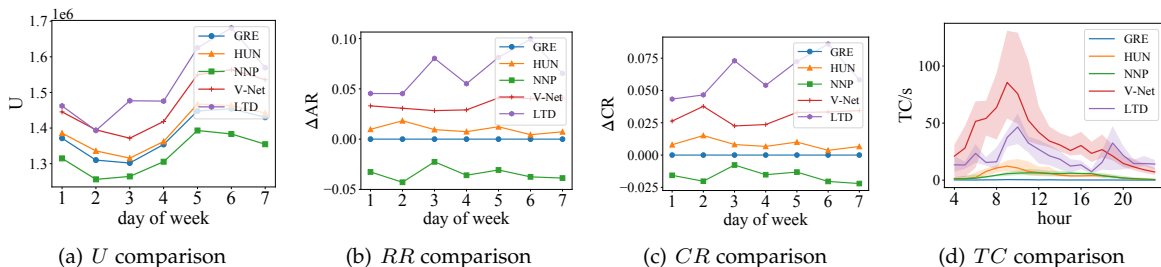 1e6
1.7
1.6
1.5
1.4
1.3
U
GRE
HUN
NNP
V-Net
LTD
1 2 3 4 5 6 7
day of week
(a) U comparison
0.10
0.05
0.00
−0.05
ΔAR
GRE
HUN
NNP
V-Net
LTD
1 2 3 4 5 6 7
day of week
(b) RR comparison
0.075
0.050
0.025
0.000
−0.025
ΔCR
GRE
HUN
NNP
V-Net
LTD
1 2 3 4 5 6 7
day of week
(c) CR comparison
100
50
0
TC/s
GRE
HUN
NNP
V-Net
LTD
4 8 12 16 20
hour
(d) TC comparison